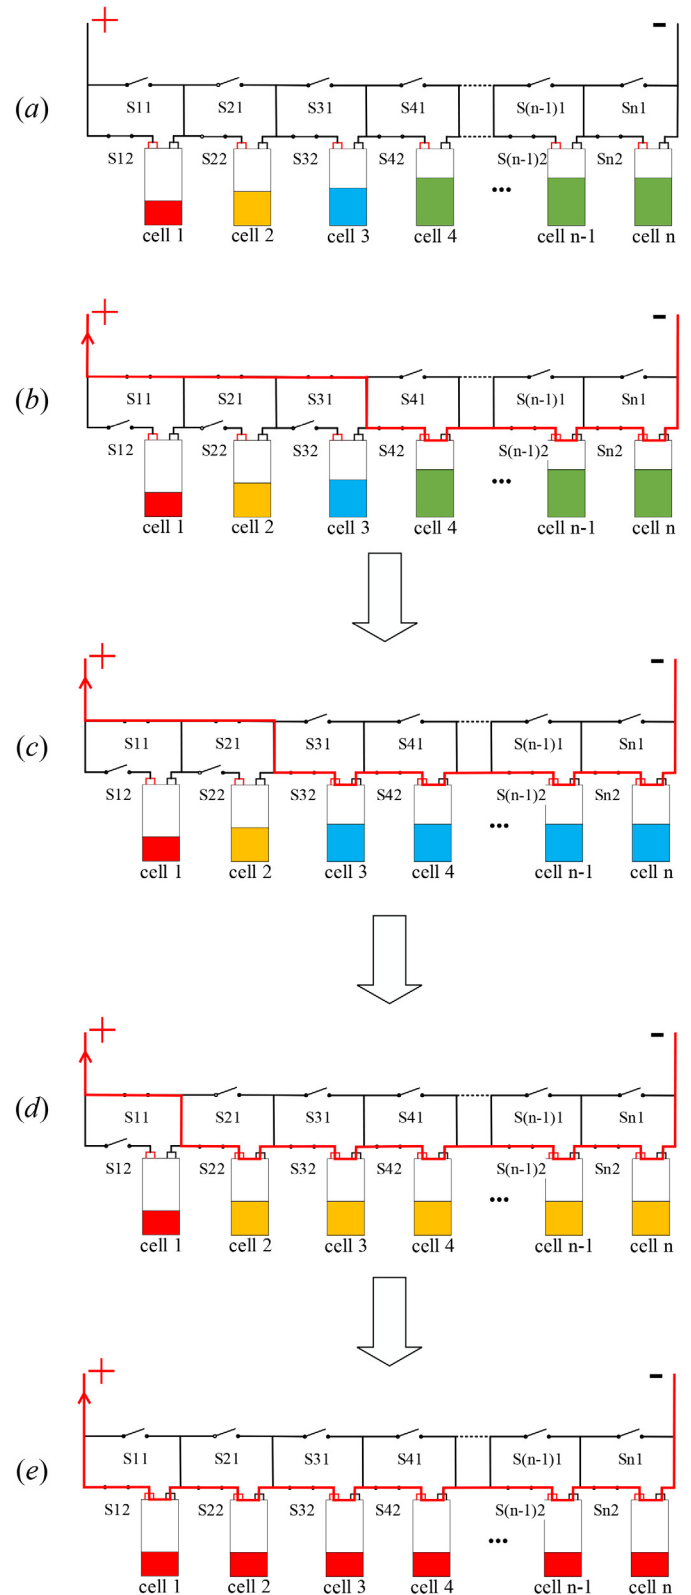 + -
(a)
S11 S21 S31 S41 S(n-1)1 Sn1
S12 S22 S32 S42 S(n-1)2 Sn2
...
cell 1 cell 2 cell 3 cell 4 cell n-1 cell n
+ -
(b)
S11 S21 S31 S41 S(n-1)1 Sn1
S12 S22 S32 S42 S(n-1)2 Sn2
...
cell 1 cell 2 cell 3 cell 4 cell n-1 cell n
+ -
(c)
S11 S21 S31 S41 S(n-1)1 Sn1
S12 S22 S32 S42 S(n-1)2 Sn2
...
cell 1 cell 2 cell 3 cell 4 cell n-1 cell n
+ -
(d)
S11 S21 S31 S41 S(n-1)1 Sn1
S12 S22 S32 S42 S(n-1)2 Sn2
...
cell 1 cell 2 cell 3 cell 4 cell n-1 cell n
+ -
(e)
S11 S21 S31 S41 S(n-1)1 Sn1
S12 S22 S32 S42 S(n-1)2 Sn2
...
cell 1 cell 2 cell 3 cell 4 cell n-1 cell n